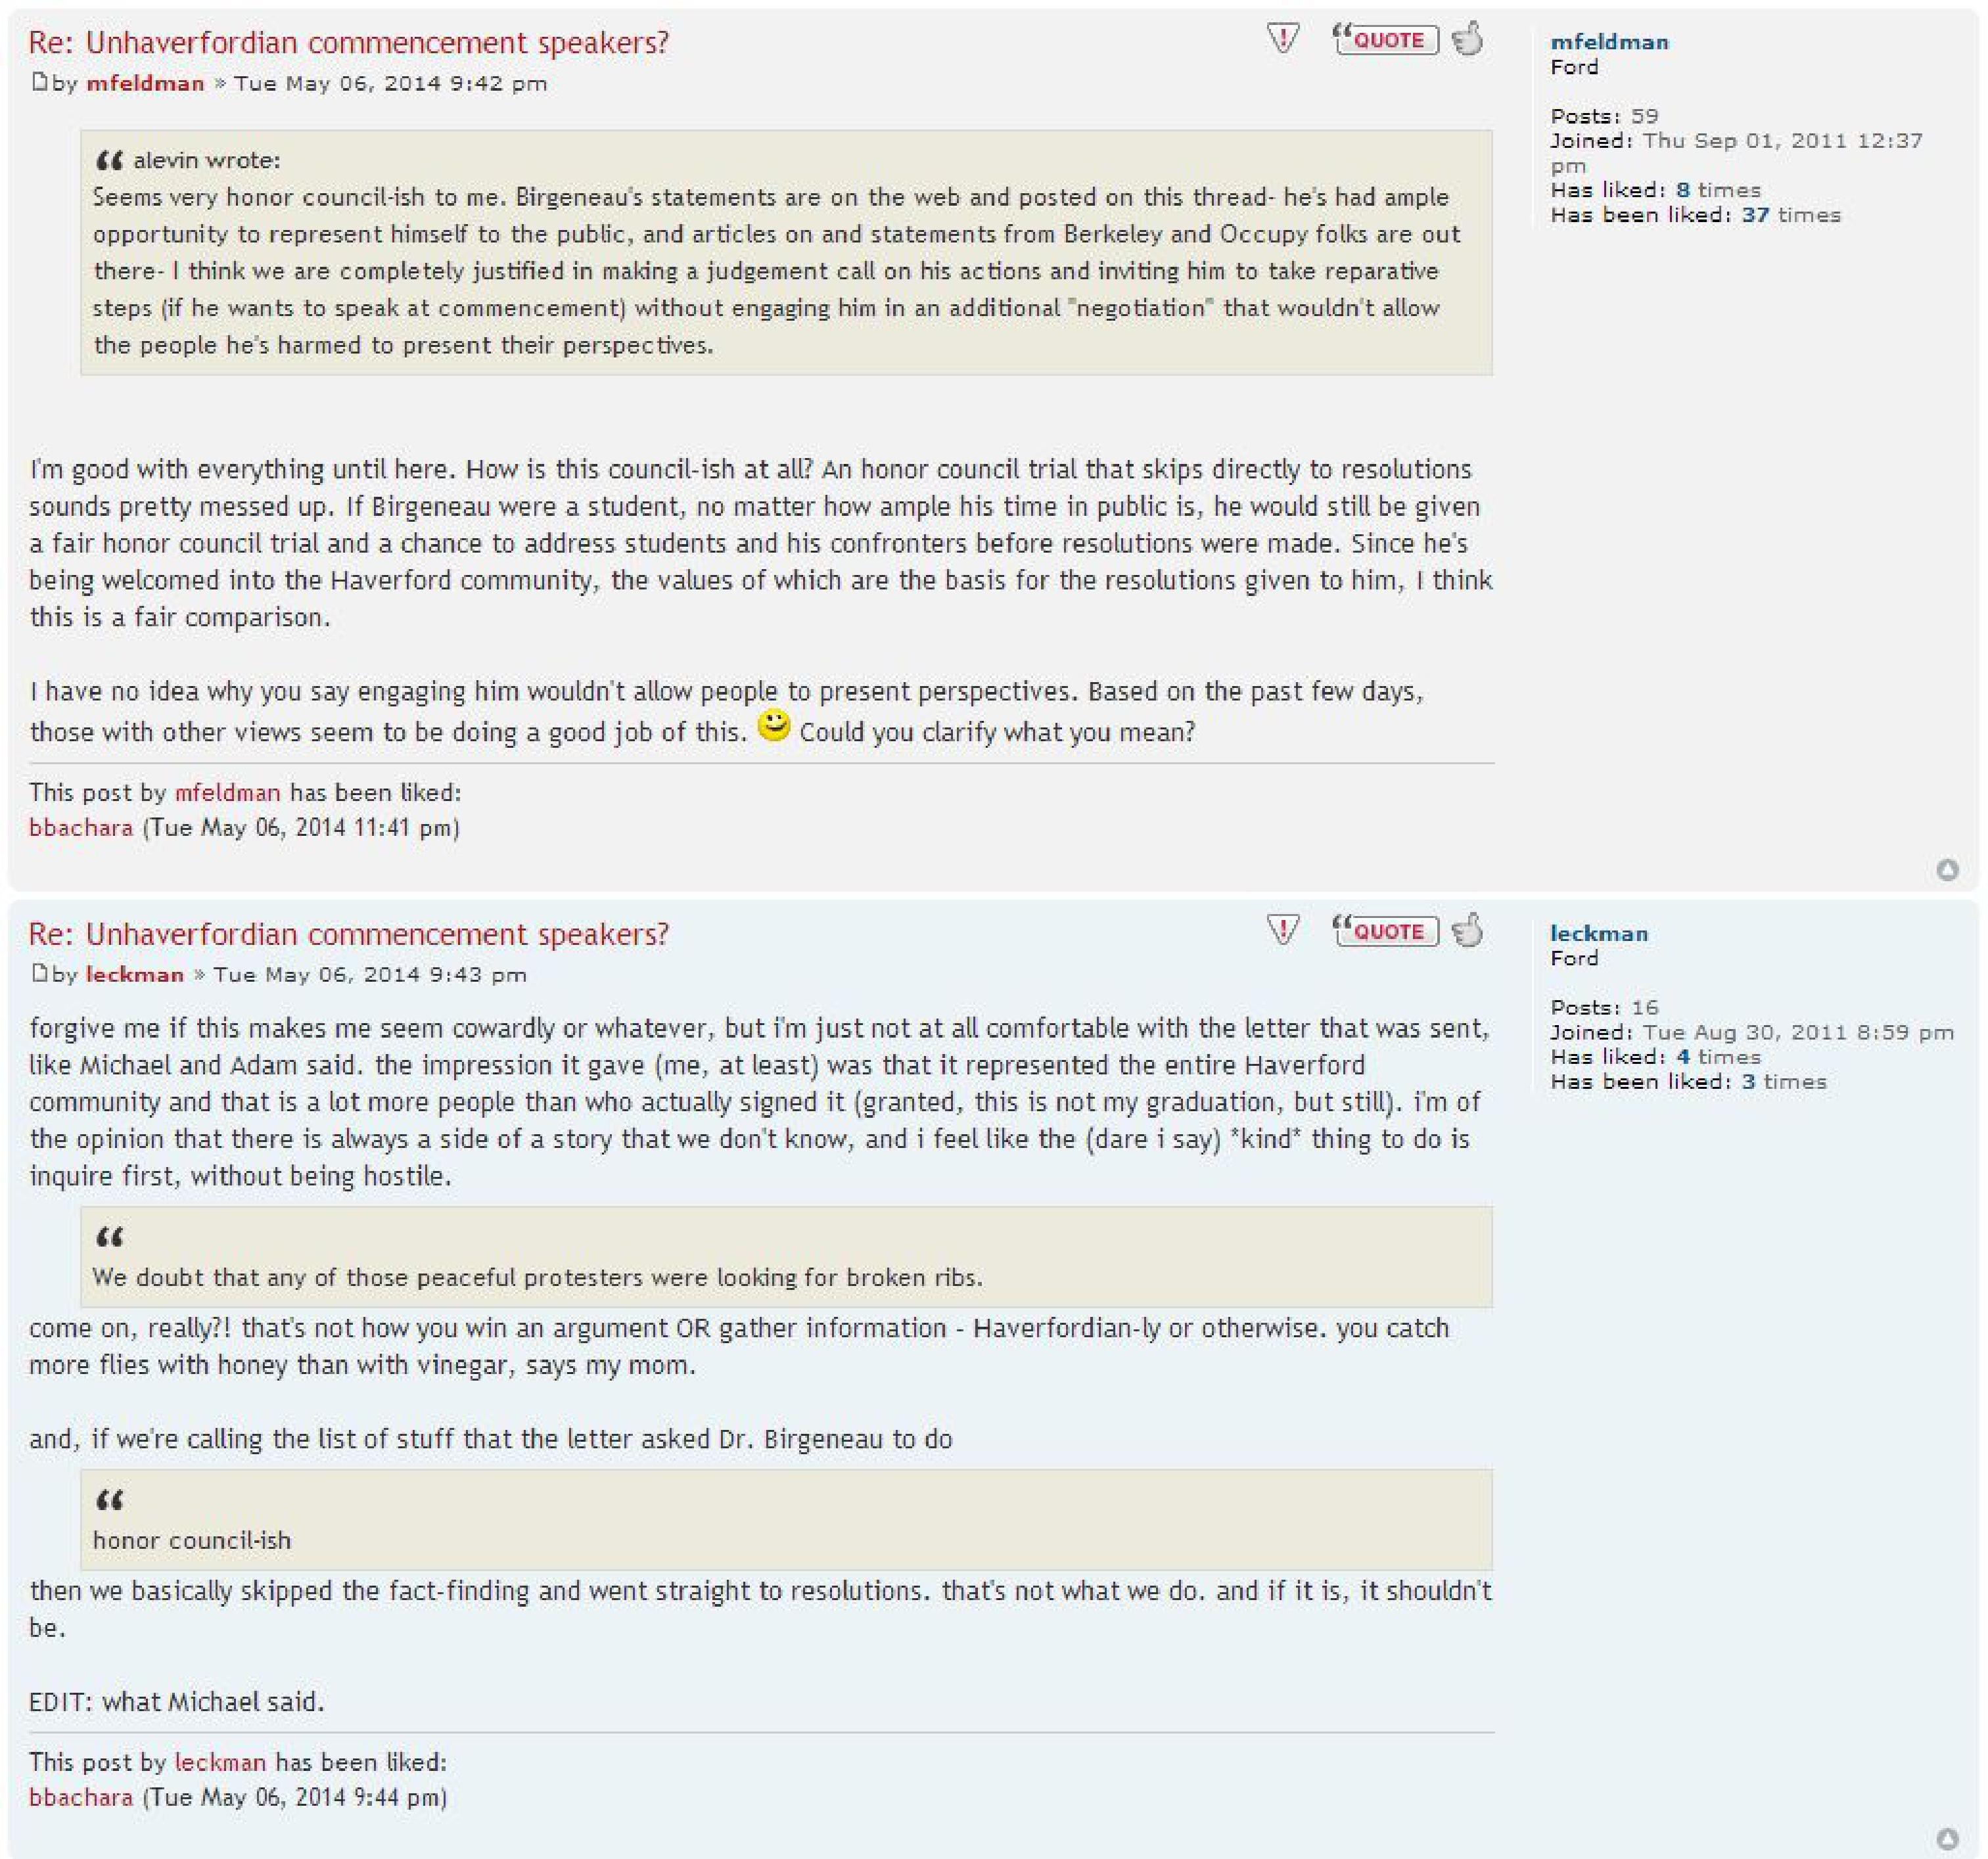 Re: Unhaverfordian commencement speakers?
“QUOTE
by mfeldman » Tue May 06, 2014 9:42 pm
mfeldman
Ford
Posts: 59
Joined: Thu Sep 01, 2011 12:37
pm
Has liked: 8 times
Has been liked: 37 times
“ alevin wrote:
Seems very honor council-ish to me. Birgeneau's statements are on the web and posted on this thread- he's had ample
opportunity to represent himself to the public, and articles on and statements from Berkeley and Occupy folks are out
there- I think we are completely justified in making a judgement call on his actions and inviting him to take reparative
steps (if he wants to speak at commencement) without engaging him in an additional "negotiation" that wouldn't allow
the people he's harmed to present their perspectives.
I'm good with everything until here. How is this council-ish at all? An honor council trial that skips directly to resolutions
sounds pretty messed up. If Birgeneau were a student, no matter how ample his time in public is, he would still be given
a fair honor council trial and a chance to address students and his confronters before resolutions were made. Since he's
being welcomed into the Haverford community, the values of which are the basis for the resolutions given to him, I think
this is a fair comparison.
I have no idea why you say engaging him wouldn't allow people to present perspectives. Based on the past few days,
those with other views seem to be doing a good job of this. Could you clarify what you mean?
This post by mfeldman has been liked:
bbachara (Tue May 06, 2014 11:41 pm)
Re: Unhaverfordian commencement speakers?
“QUOTE
by leckman » Tue May 06, 2014 9:43 pm
leckman
Ford
Posts: 16
Joined: Tue Aug 30, 2011 8:59 pm
Has liked: 4 times
Has been liked: 3 times
forgive me if this makes me seem cowardly or whatever, but i'm just not at all comfortable with the letter that was sent,
like Michael and Adam said. the impression it gave (me, at least) was that it represented the entire Haverford
community and that is a lot more people than who actually signed it (granted, this is not my graduation, but still). i'm of
the opinion that there is always a side of a story that we don't know, and i feel like the (dare i say) *kind* thing to do is
inquire first, without being hostile.
“
We doubt that any of those peaceful protesters were looking for broken ribs.
come on, really?! that's not how you win an argument OR gather information - Haverfordian-ly or otherwise. you catch
more flies with honey than with vinegar, says my mom.
and, if we're calling the list of stuff that the letter asked Dr. Birgeneau to do
“
honor council-ish
then we basically skipped the fact-finding and went straight to resolutions. that's not what we do. and if it is, it shouldn't
be.
EDIT: what Michael said.
This post by leckman has been liked:
bbachara (Tue May 06, 2014 9:44 pm)